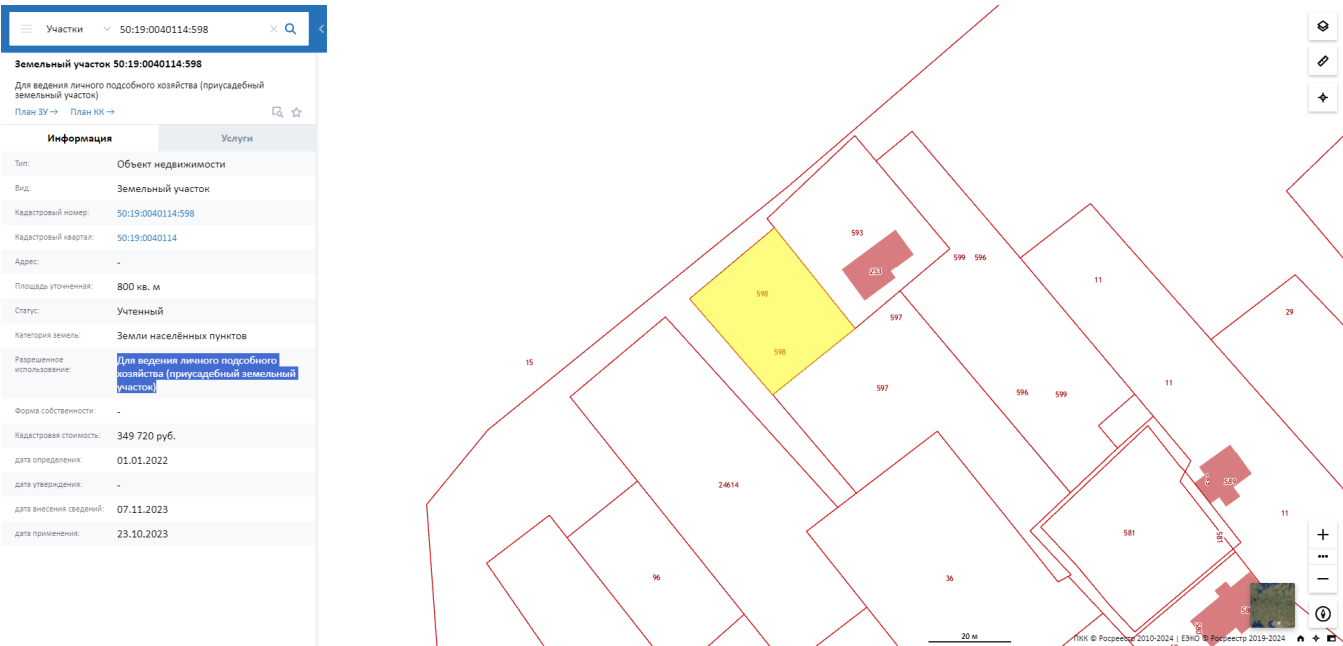 Участки 50:19:0040114:598
Земельный участок 50:19:0040114:598
Для ведения личного подсобного хозяйства (приусадебный
земельный участок)
План ЗУ → План КК →
Информация Услуги
Тип: Объект недвижимости
Вид: Земельный участок
Кадастровый номер: 50:19:0040114:598
Кадастровый квартал: 50:19:0040114
Адрес: -
Площадь уточненная: 800 кв. м
Статус: Учтенный
Категория земель: Земли населённых пунктов
Разрешенное
использование:
Для ведения личного подсобного
хозяйства (приусадебный земельный
участок)
Форма собственности: -
Кадастровая стоимость: 349 720 руб.
дата определения: 01.01.2022
дата утверждения: -
дата внесения сведений: 07.11.2023
дата применения: 23.10.2023
593
253
599 596
598
11
29
597
598
15
597
596 599
11
24614
589
11
581
581
96
36
580
20 м
ПКК © Росреестр 2010-2024 | ЕЭКО © Росреестр 2019-2024